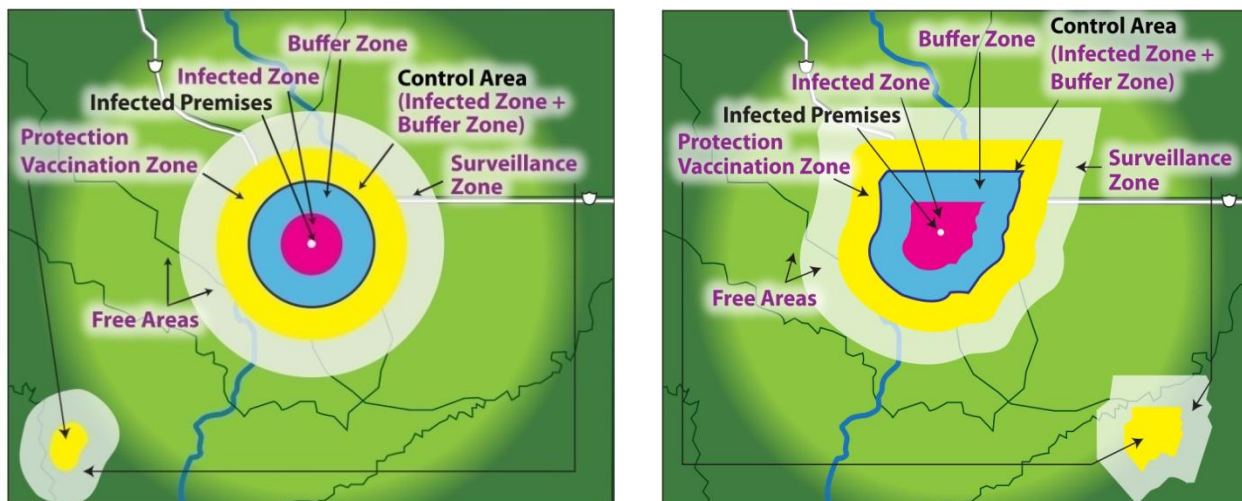 Buffer Zone
Infected Zone
Infected Premises
Control Area
(Infected Zone +
Buffer Zone)
Protection
Vaccination Zone
Surveillance
Zone
Free Areas
Buffer Zone
Control Area
(Infected Zone +
Buffer Zone)
Infected Zone
Infected Premises
Protection
Vaccination Zone
Surveillance
Zone
Free Areas